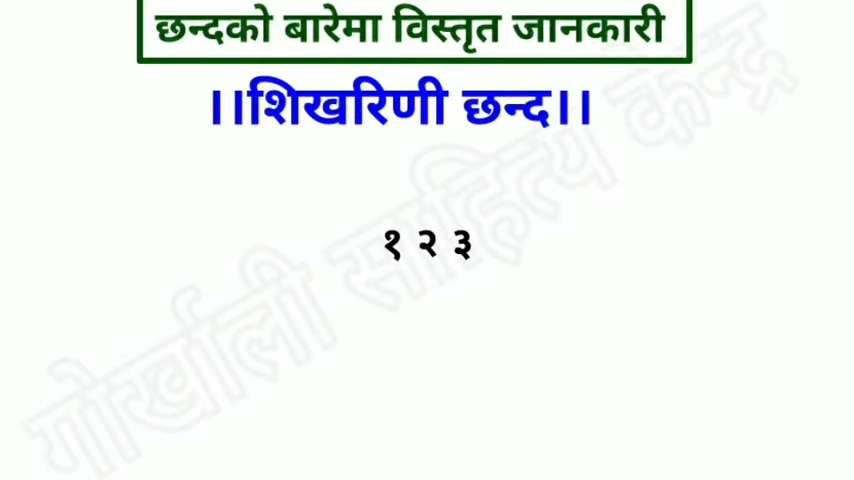 छन्दको बारेमा विस्तृत जानकारी
।।शिखरिणी छन्द।।
१ २ ३
गोर्खाली साहित्य केन्द्र